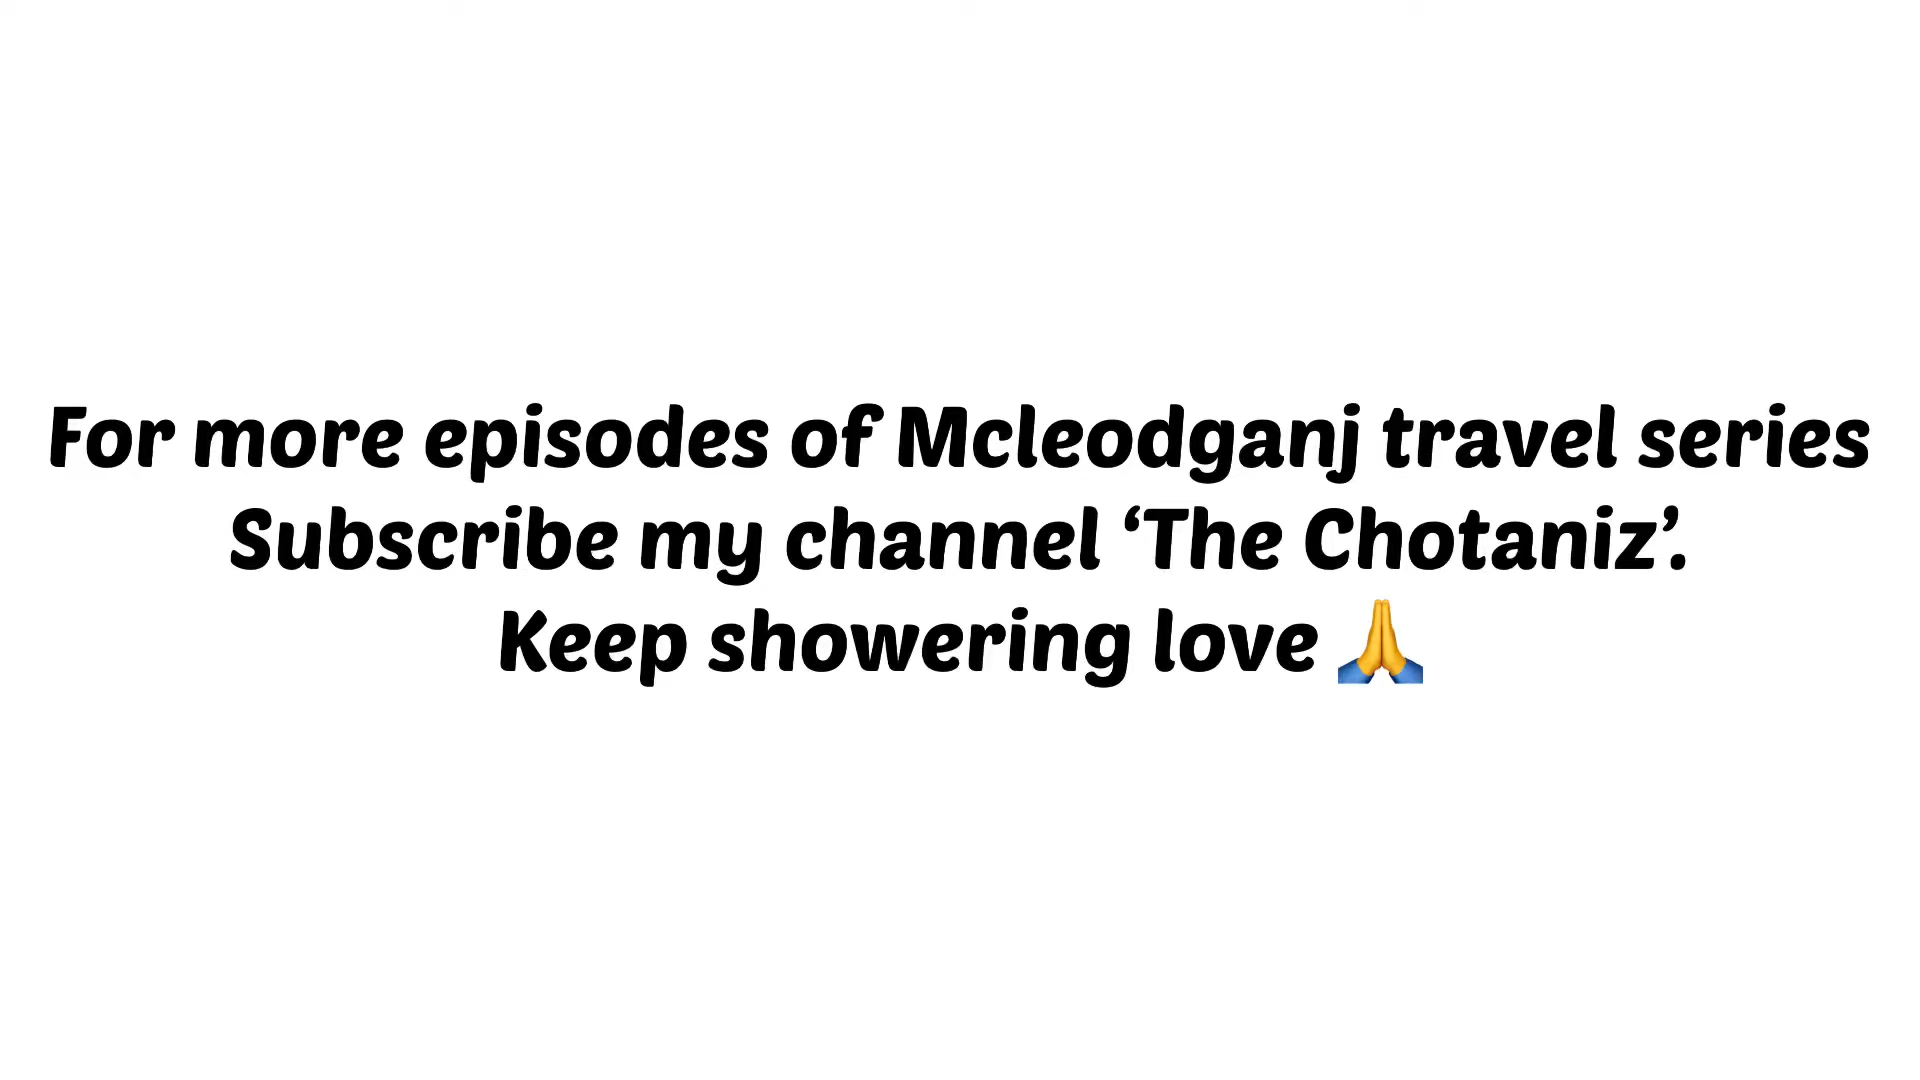 For more episodes of Mcleodganj travel series
Subscribe my channel ‘The Chotaniz’.
Keep showering love 🙏